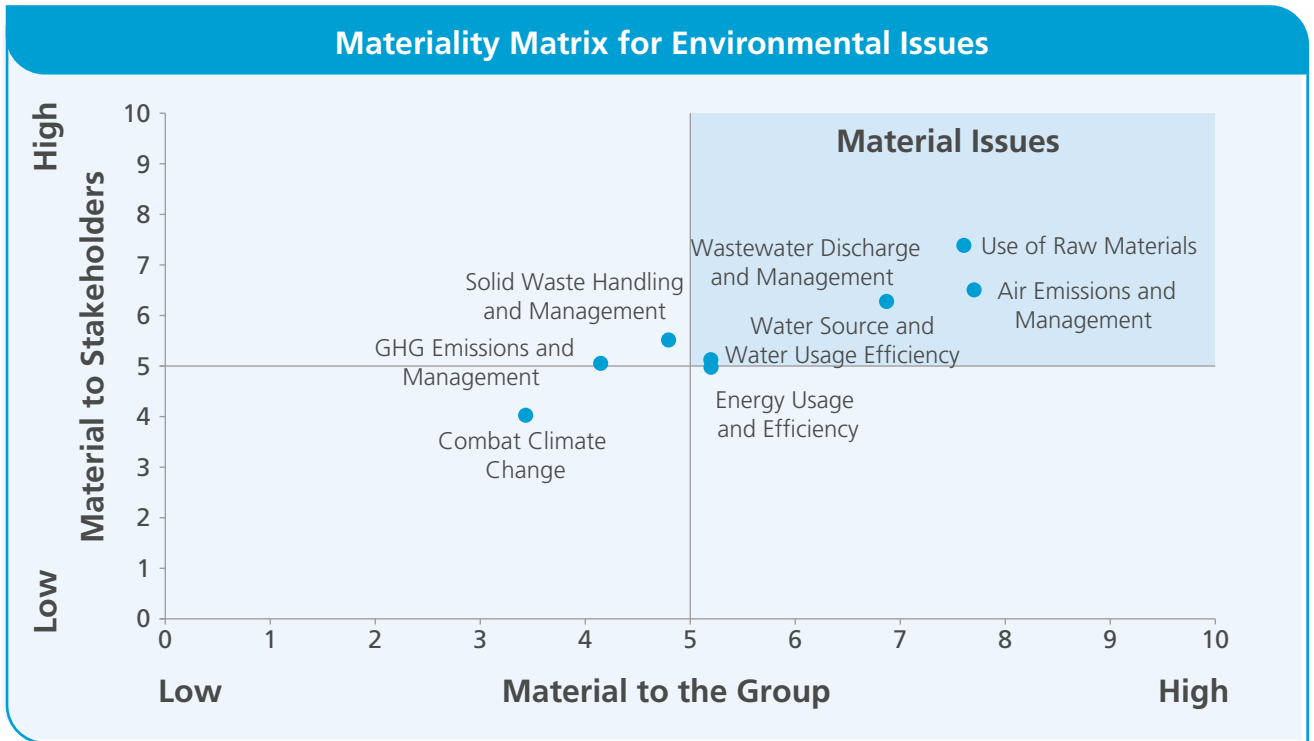 Materiality Matrix for Environmental Issues
High
Material to Stakeholders
Low
10
9
8
7
6
5
4
3
2
1
0
Material Issues
Wastewater Discharge
and Management
Use of Raw Materials
Air Emissions and
Management
Solid Waste Handling
and Management
Water Source and
Water Usage Efficiency
GHG Emissions and
Management
Energy Usage
and Efficiency
Combat Climate
Change
0 1 2 3 4 5 6 7 8 9 10
Low Material to the Group High